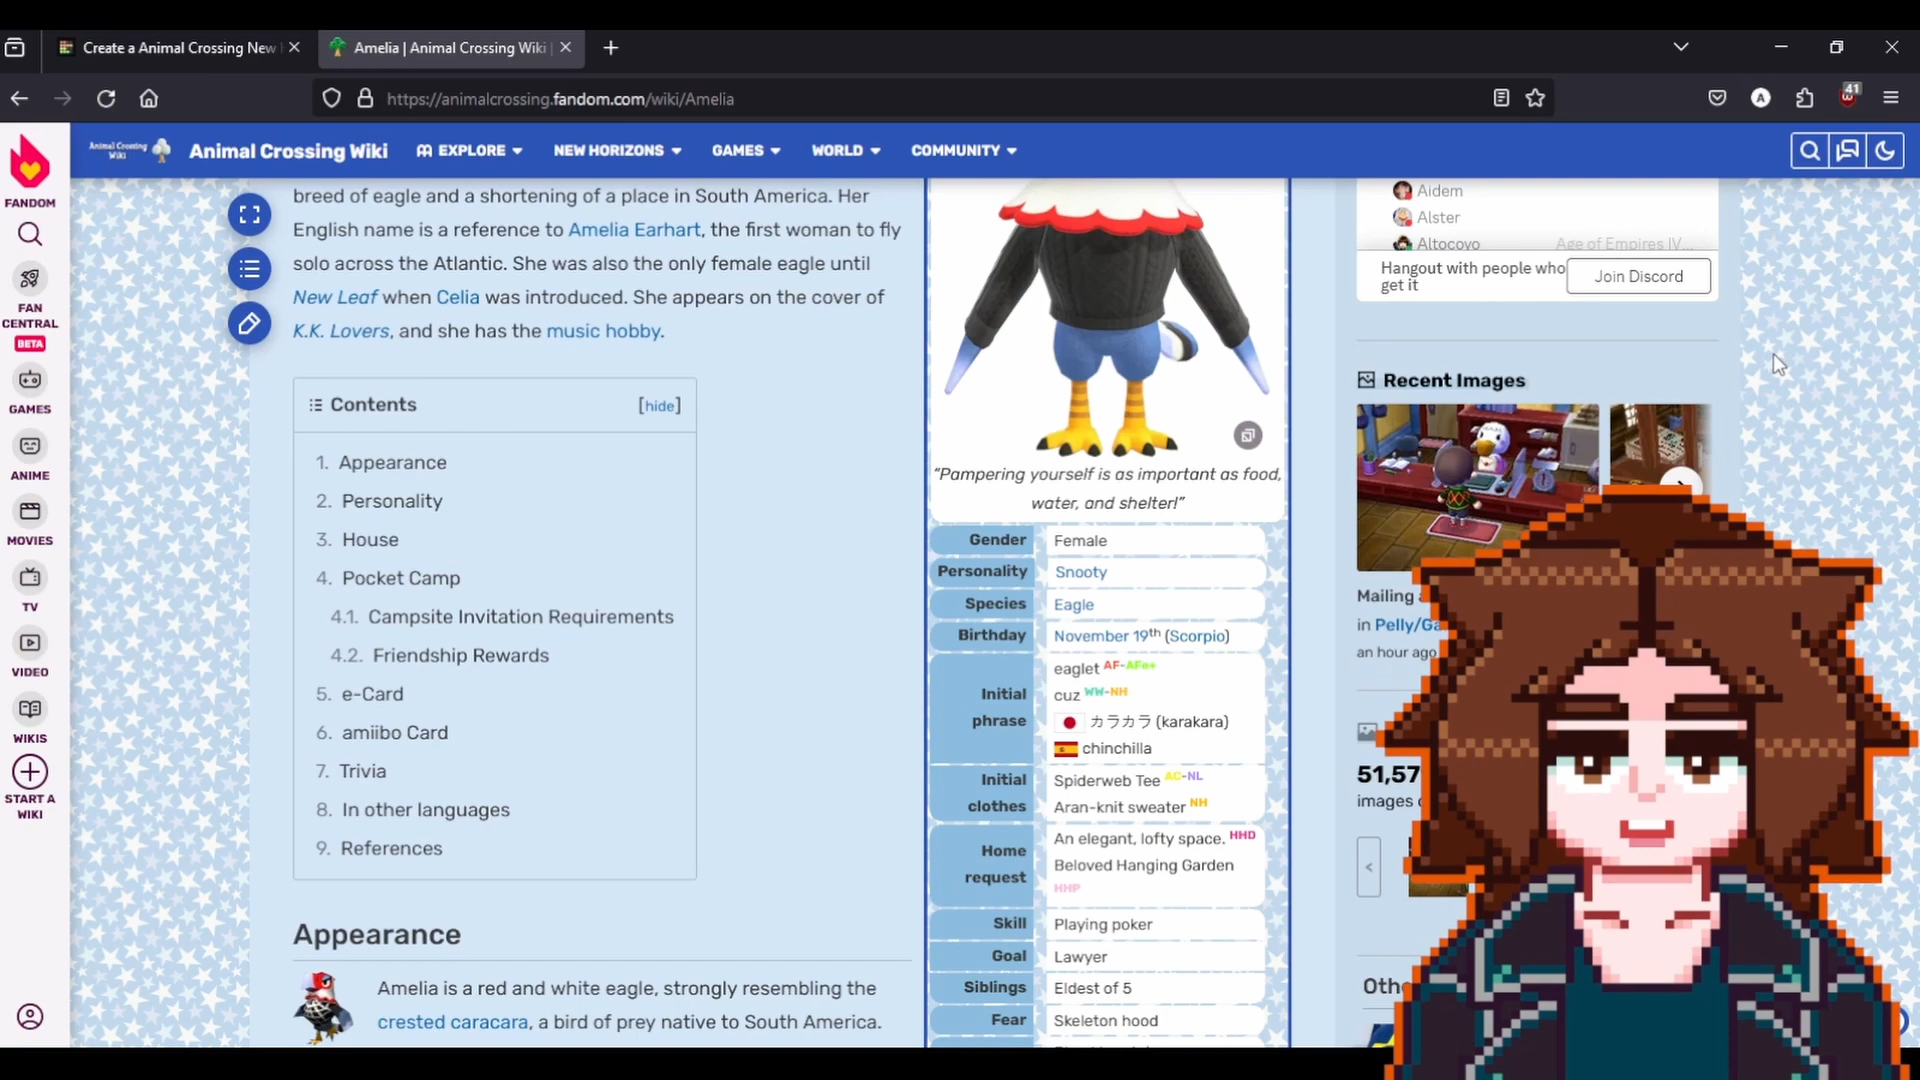 Create a Animal Crossing New
Amelia | Animal Crossing Wiki |
https://animalcrossing.fandom.com/wiki/Amelia
A
41
FANDOM
FAN
CENTRAL
BETA
GAMES
ANIME
MOVIES
TV
VIDEO
WIKIS
START A
WIKI
Animal Crossing
Wiki
Animal Crossing Wiki
EXPLORE
NEW HORIZONS
GAMES
WORLD
COMMUNITY
breed of eagle and a shortening of a place in South America. Her
English name is a reference to Amelia Earhart, the first woman to fly
solo across the Atlantic. She was also the only female eagle until
New Leaf when Celia was introduced. She appears on the cover of
K.K. Lovers, and she has the music hobby.
Contents [hide]
1. Appearance
2. Personality
3. House
4. Pocket Camp
4.1. Campsite Invitation Requirements
4.2. Friendship Rewards
5. e-Card
6. amiibo Card
7. Trivia
8. In other languages
9. References
Appearance
Amelia is a red and white eagle, strongly resembling the
crested caracara, a bird of prey native to South America.
"Pampering yourself is as important as food,
water, and shelter!"
Gender Female
Personality Snooty
Species Eagle
Birthday November 19th (Scorpio)
Initial phrase
eaglet AF-AFe+
cuz WW-NH
カラカラ (karakara)
chinchilla
Initial clothes
Spiderweb Tee AC-NL
Aran-knit sweater NH
Home request
An elegant, lofty space. HHD
Beloved Hanging Garden
HHP
Skill Playing poker
Goal Lawyer
Siblings Eldest of 5
Fear Skeleton hood
Aidem
Alster
Altocoyo Age of Empires IV...
Hangout with people who
get it
Join Discord
Recent Images
Mailing
in Pelly/Ga
an hour ago
51,57
images
Oth